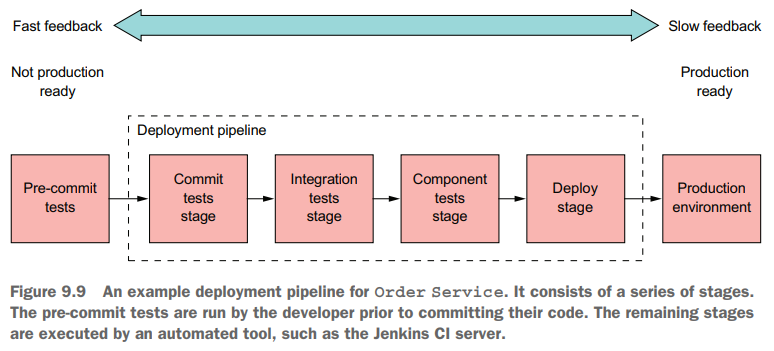 Fast feedback
Slow feedback
Not production
ready
Production
ready
Deployment pipeline
Pre-commit
tests
Commit
tests
stage
Integration
tests
stage
Component
tests
stage
Deploy
stage
Production
environment
Figure 9.9 An example deployment pipeline for Order Service. It consists of a series of stages.
The pre-commit tests are run by the developer prior to committing their code. The remaining stages
are executed by an automated tool, such as the Jenkins CI server.